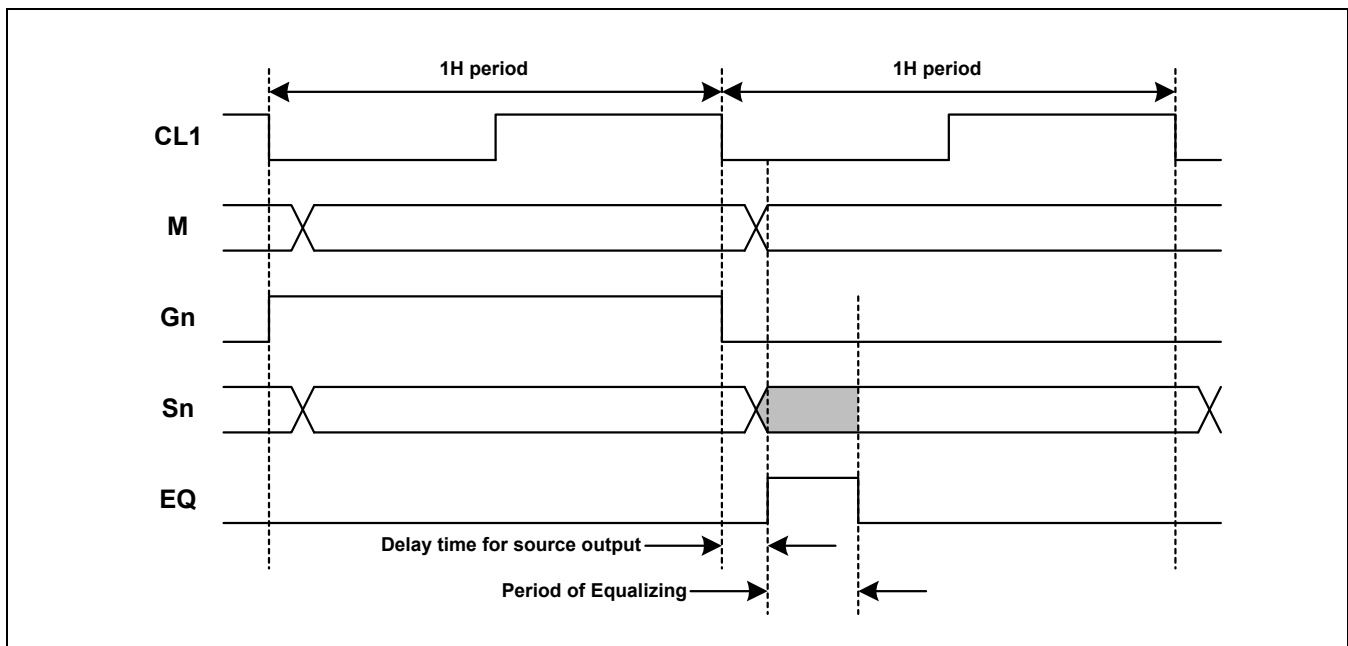 1H period 1H period
CL1
M
Gn
Sn
EQ
Delay time for source output
Period of Equalizing